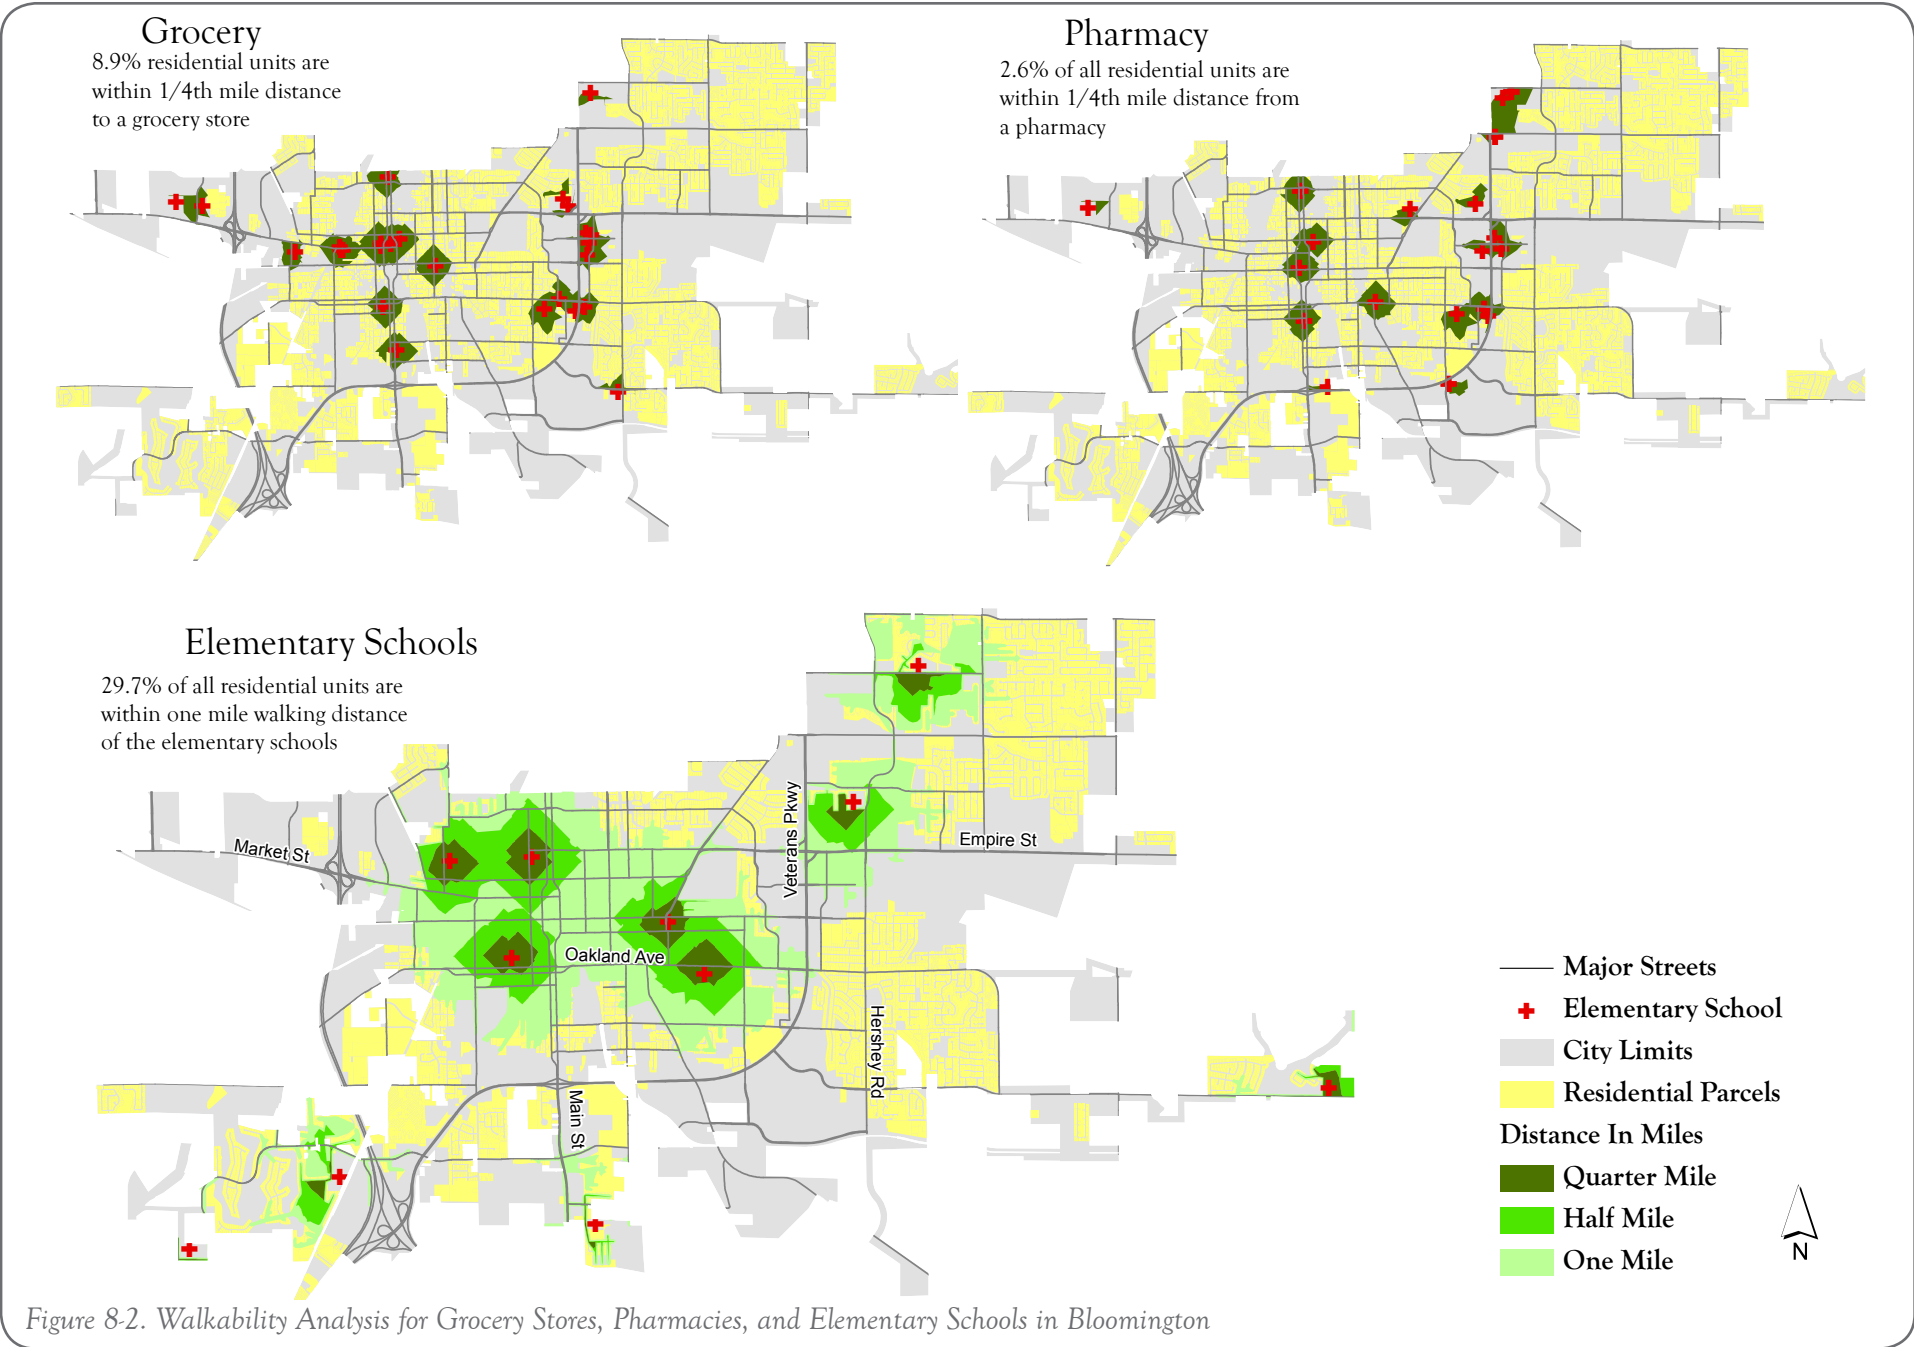 Grocery
8.9% residential units are
within 1/4th mile distance
to a grocery store
Pharmacy
2.6% of all residential units are
within 1/4th mile distance from
a pharmacy
Elementary Schools
29.7% of all residential units are
within one mile walking distance
of the elementary schools
Market St
Veterans Pkwy
Empire St
Oakland Ave
Hershey Rd
Main St
Major Streets
Elementary School
City Limits
Residential Parcels
Distance In Miles
Quarter Mile
Half Mile
One Mile
N
Figure 8-2. Walkability Analysis for Grocery Stores, Pharmacies, and Elementary Schools in Bloomington